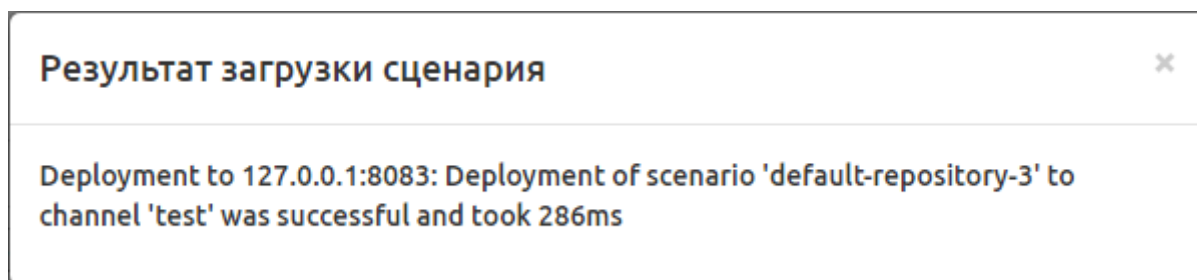 Результат загрузки сценария
×
Deployment to 127.0.0.1:8083: Deployment of scenario 'default-repository-3' to
channel 'test' was successful and took 286ms